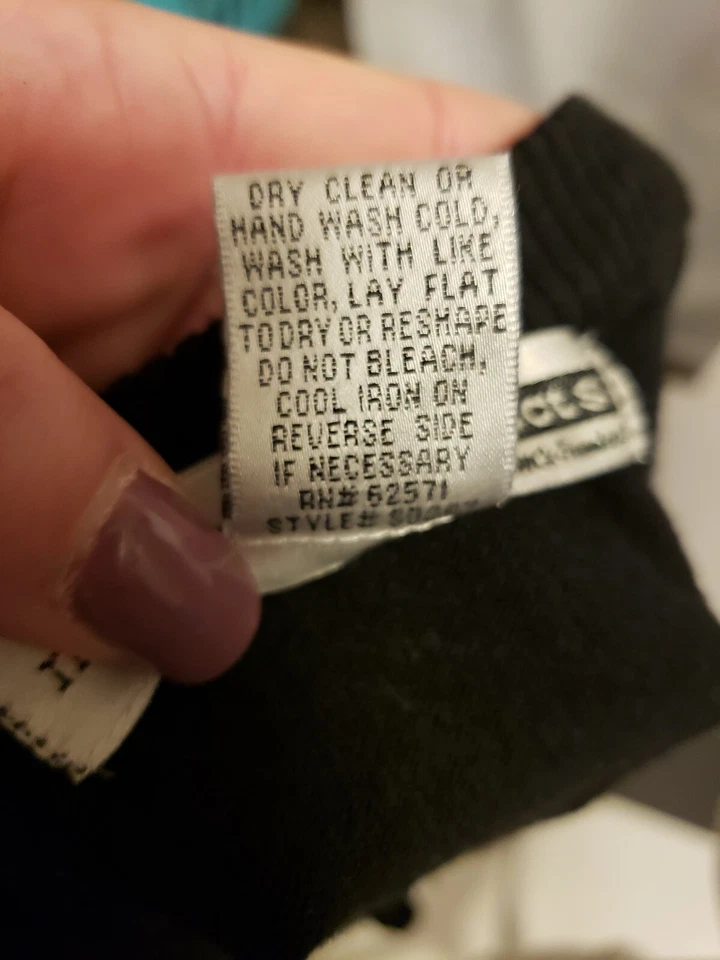 DRY CLEAN OR
HAND WASH COLD,
WASH WITH LIKE
COLOR, LAY FLAT
TO DRY OR RESHAPE
DO NOT BLEACH,
COOL IRON ON
REVERSE SIDE
IF NECESSARY
RN# 62571
STYLE#